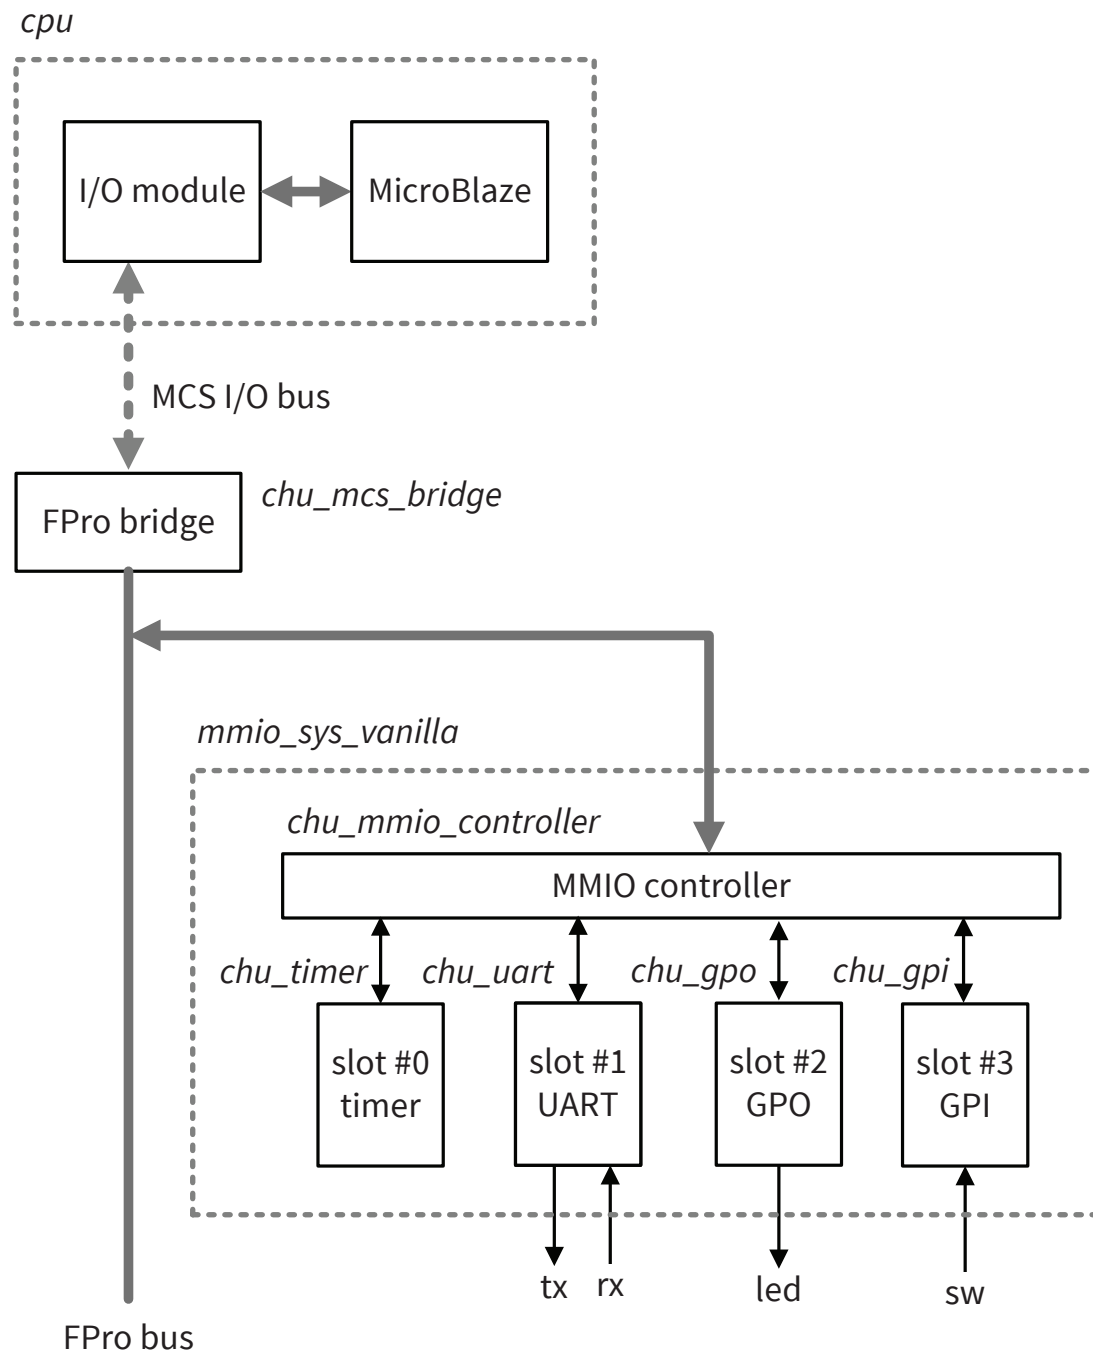 cpu
I/O module
MicroBlaze
MCS I/O bus
FPro bridge
chu_mcs_bridge
mmio_sys_vanilla
chu_mmio_controller
MMIO controller
chu_timer
chu_uart
chu_gpo
chu_gpi
slot #0
timer
slot #1
UART
slot #2
GPO
slot #3
GPI
tx
rx
led
sw
FPro bus